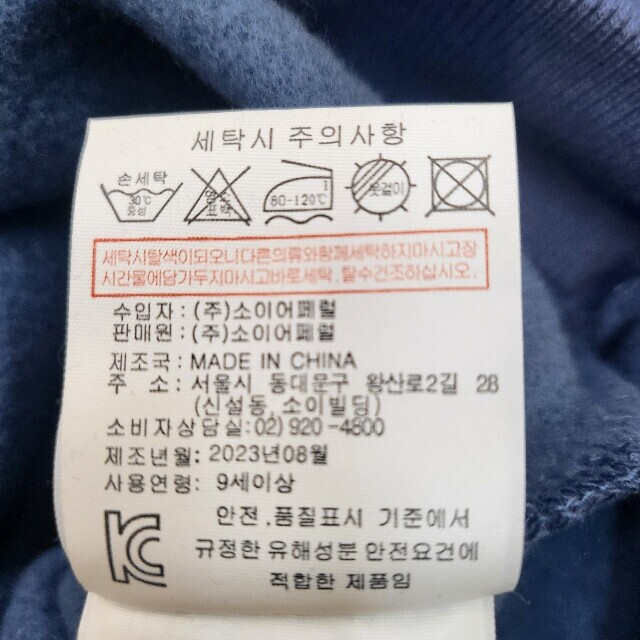 세탁시 주의사항
손세탁
30℃
중성
80-120℃
옷걸이
세탁시탈색이되오니다른의류와함께세탁하지마시고장
시간물에담가두지마시고바로세탁, 탈수건조하십시오.
수입자 : (주)소이어패럴
판매원 : (주)소이어패럴
제조국 : MADE IN CHINA
주 소 : 서울시 동대문구 왕산로2길 28
(신설동,소이빌딩)
소비자상담실:02)920-4800
제조년월: 2023년08월
사용연령: 9세이상
안전.품질표시 기준에서
규정한 유해성분 안전요건에
적합한 제품임